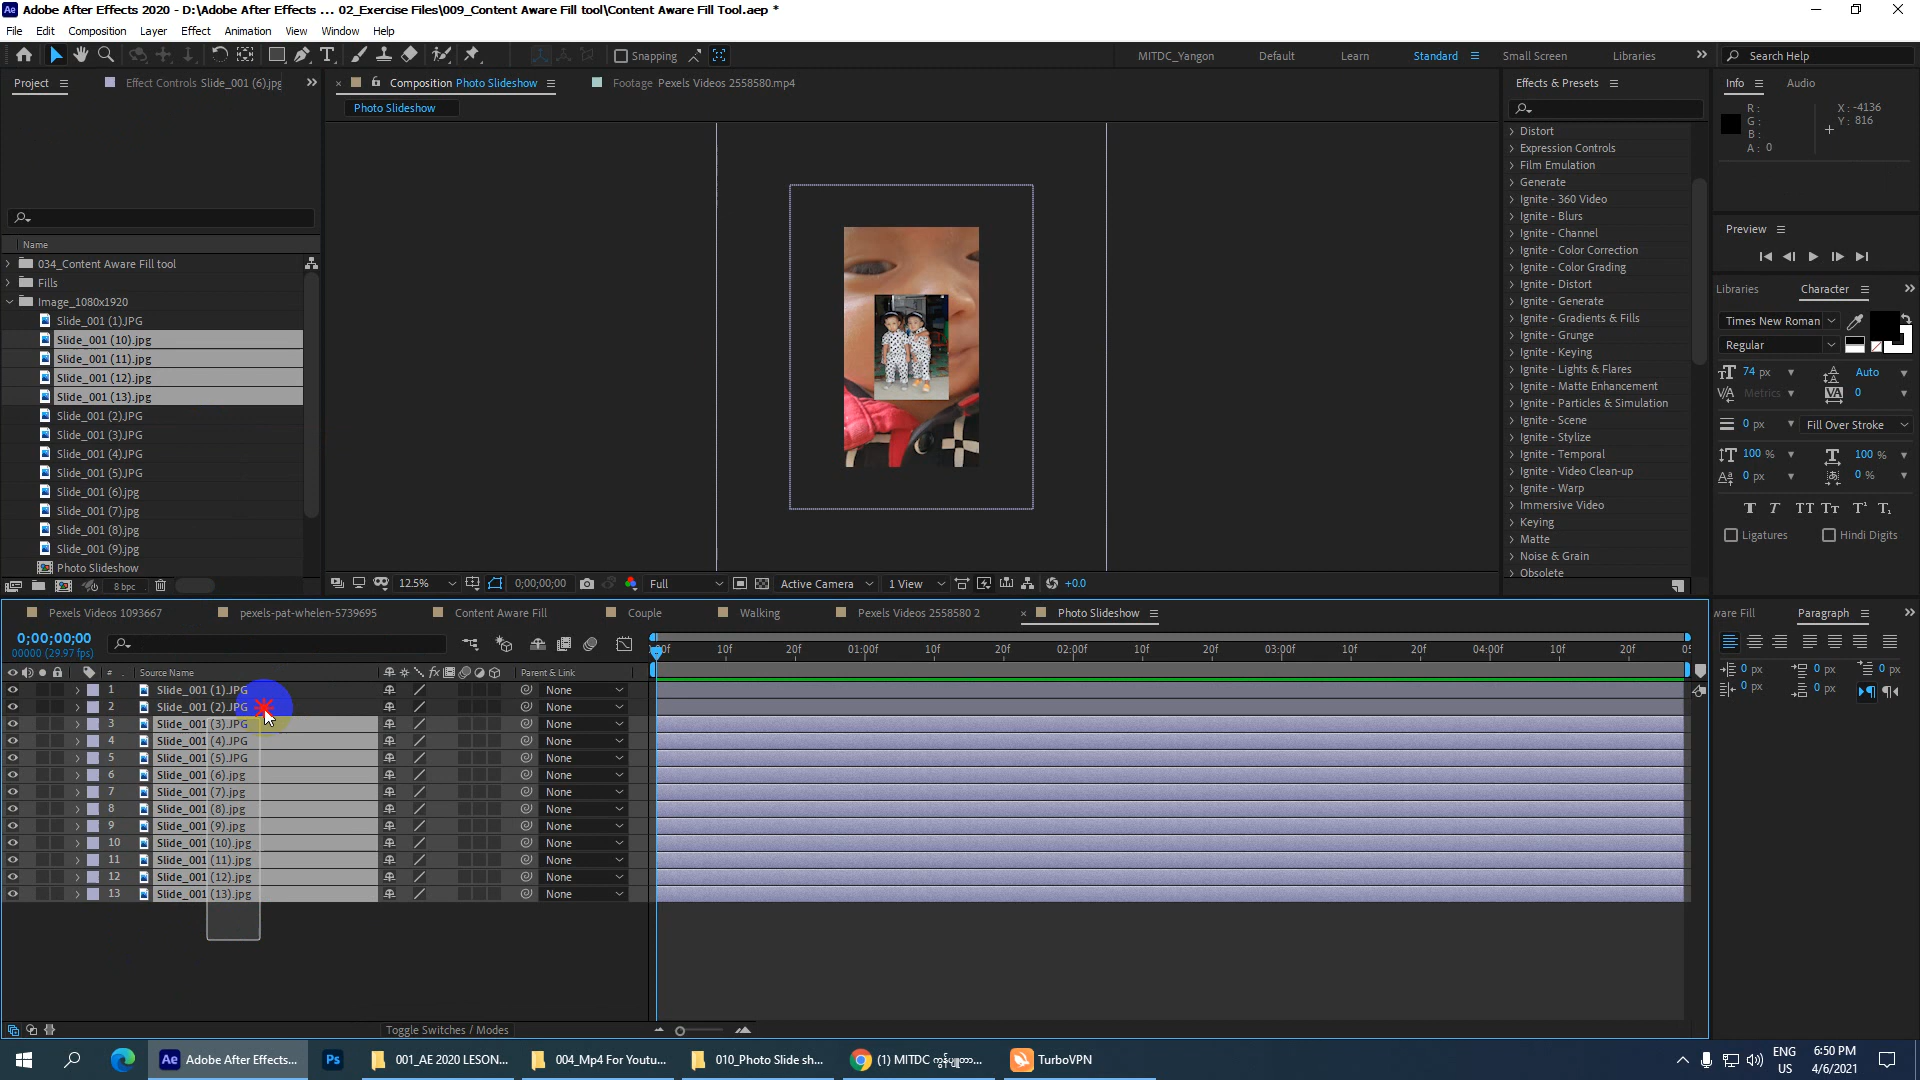 Ae Adobe After Effects 2020 - D:\Adobe After Effects ... 02_Exercise Files\009_Content Aware Fill tool\Content Aware Fill Tool.aep *
File Edit Composition Layer Effect Animation View Window Help
Snapping MITDC_Yangon Default Learn Standard Small Screen Libraries Search Help
Project Effect Controls Slide_001 (6).jpg Composition Photo Slideshow Footage Pexels Videos 2558580.mp4 Effects & Presets Info Audio
Photo Slideshow
R: X: -4136
G: Y: 816
B:
A: 0
Name
034_Content Aware Fill tool
Fills
Image_1080x1920
Slide_001 (1).JPG
Slide_001 (10).jpg
Slide_001 (11).jpg
Slide_001 (12).jpg
Slide_001 (13).jpg
Slide_001 (2).JPG
Slide_001 (3).JPG
Slide_001 (4).JPG
Slide_001 (5).JPG
Slide_001 (6).jpg
Slide_001 (7).jpg
Slide_001 (8).jpg
Slide_001 (9).jpg
Photo Slideshow
8 bpc
12.5% 0;00;00;00 Full Active Camera 1 View +0.0
Distort
Expression Controls
Film Emulation
Generate
Ignite - 360 Video
Ignite - Blurs
Ignite - Channel
Ignite - Color Correction
Ignite - Color Grading
Ignite - Distort
Ignite - Generate
Ignite - Gradients & Fills
Ignite - Grunge
Ignite - Keying
Ignite - Lights & Flares
Ignite - Matte Enhancement
Ignite - Particles & Simulation
Ignite - Scene
Ignite - Stylize
Ignite - Temporal
Ignite - Video Clean-up
Ignite - Warp
Immersive Video
Keying
Matte
Noise & Grain
Obsolete
Preview
Libraries Character
Times New Roman
Regular
74 px Auto
Metrics 0
0 px Fill Over Stroke
100 % 100 %
0 px 0 %
Ligatures Hindi Digits
Pexels Videos 1093667 pexels-pat-whelen-5739695 Content Aware Fill Couple Walking Pexels Videos 2558580 2 Photo Slideshow
0;00;00;00
00000 (29.97 fps)
:00f 10f 20f 01:00f 10f 20f 02:00f 10f 20f 03:00f 10f 20f 04:00f 10f 20f 05
# Source Name Parent & Link
1 Slide_001 (1).JPG None
2 Slide_001 (2).JPG None
3 Slide_001 (3).JPG None
4 Slide_001 (4).JPG None
5 Slide_001 (5).JPG None
6 Slide_001 (6).jpg None
7 Slide_001 (7).jpg None
8 Slide_001 (8).jpg None
9 Slide_001 (9).jpg None
10 Slide_001 (10).jpg None
11 Slide_001 (11).jpg None
12 Slide_001 (12).jpg None
13 Slide_001 (13).jpg None
Toggle Switches / Modes
ware Fill Paragraph
0 px 0 px 0 px
0 px 0 px
Ae Adobe After Effects... Ps 001_AE 2020 LESON... 004_Mp4 For Youtu... 010_Photo Slide sh... (1) MITDC TurboVPN
ENG 6:50 PM
US 4/6/2021